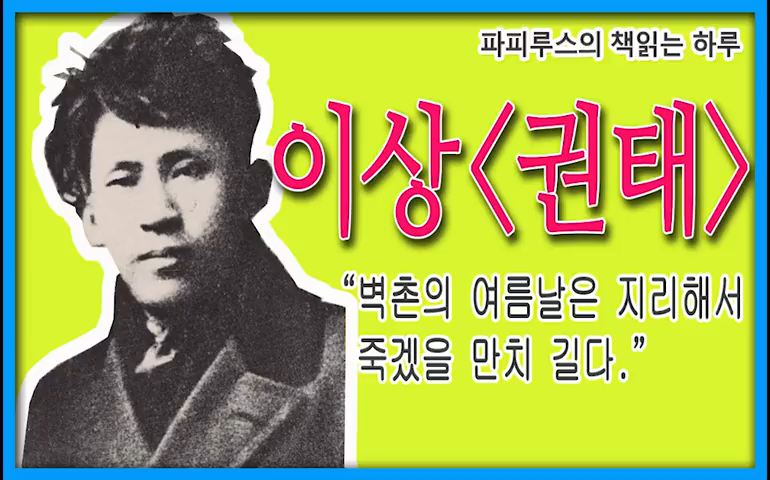 파피루스의 책읽는 하루
이상<권태>
“벽촌의 여름날은 지리해서
죽겠을 만치 길다.”